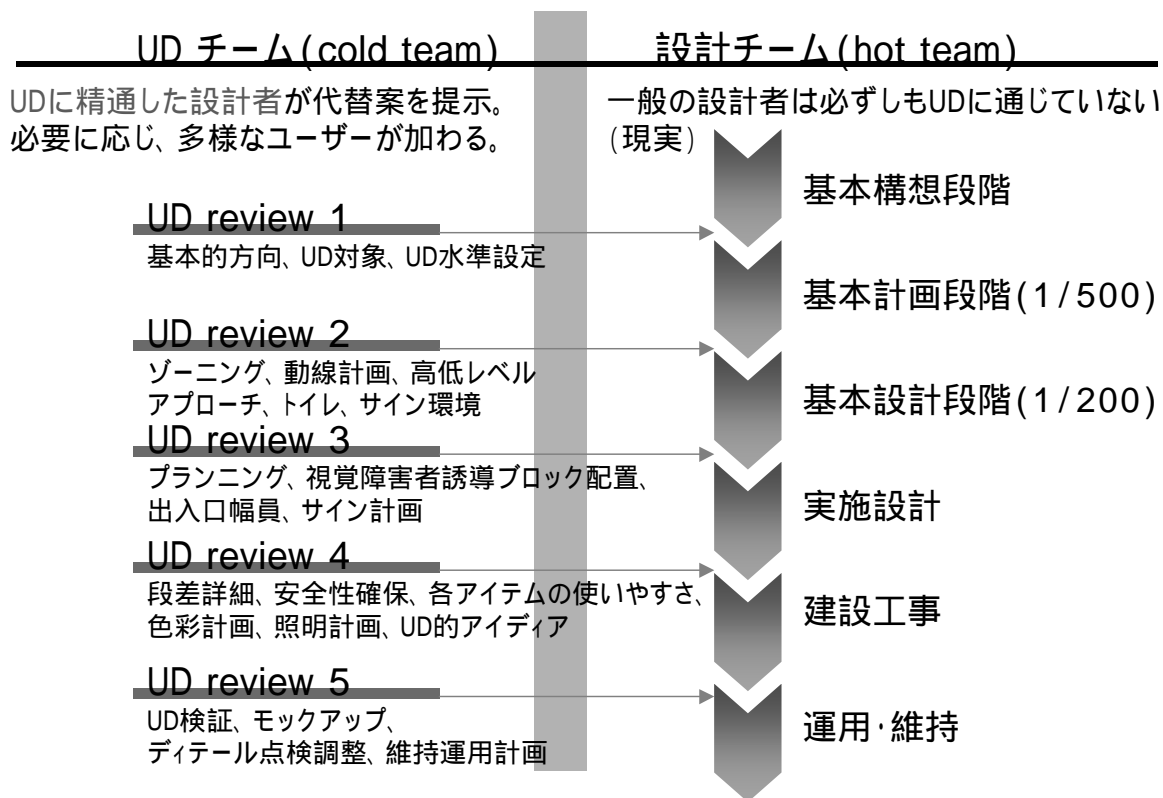 UD チーム(cold team)
設計チーム(hot team)
UDに精通した設計者が代替案を提示。
必要に応じ、多様なユーザーが加わる。
一般の設計者は必ずしもUDに通じていない
(現実)
基本構想段階
UD review 1
基本的方向、UD対象、UD水準設定
基本計画段階(1/500)
UD review 2
ゾーニング、動線計画、高低レベル
アプローチ、トイレ、サイン環境
基本設計段階(1/200)
UD review 3
プランニング、視覚障害者誘導ブロック配置、
出入口幅員、サイン計画
実施設計
UD review 4
段差詳細、安全性確保、各アイテムの使いやすさ、
色彩計画、照明計画、UD的アイディア
建設工事
UD review 5
UD検証、モックアップ、
ディテール点検調整、維持運用計画
運用・維持